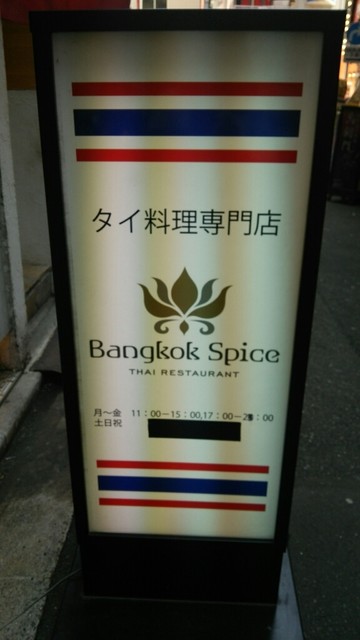 タイ料理専門店
Bangkok Spice
THAI RESTAURANT
月〜金 11:00－15:00,17:00－
土日祝